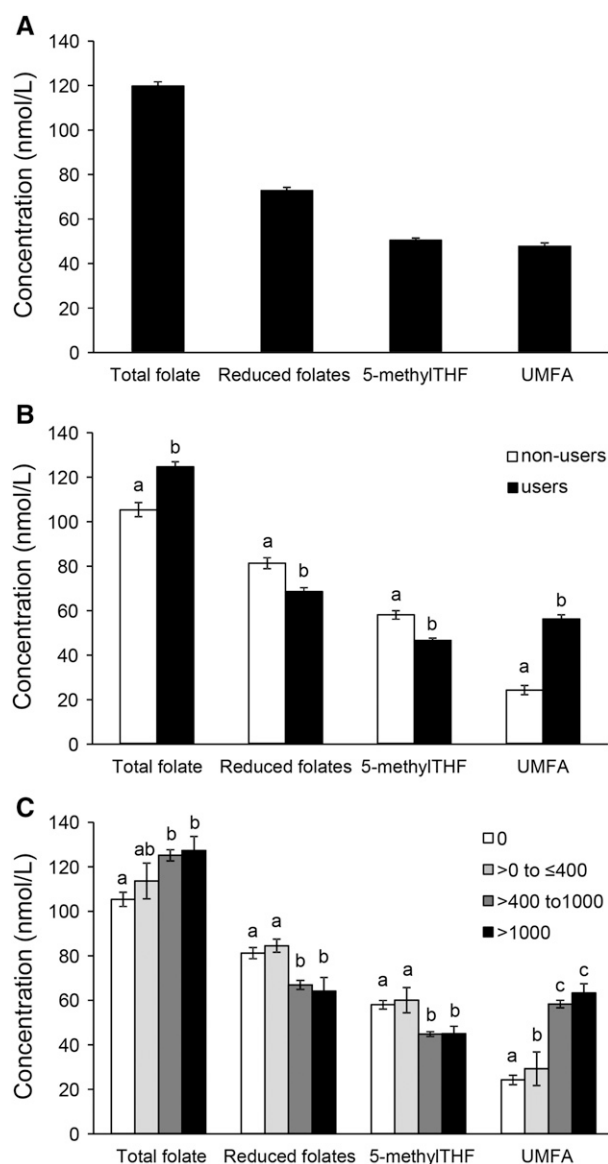 A
Concentration (nmol/L)
140
120
100
80
60
40
20
0
Total folate Reduced folates 5-methylTHF UMFA
B
Concentration (nmol/L)
140
120
100
80
60
40
20
0
a b a b a b a b
non-users
users
Total folate Reduced folates 5-methylTHF UMFA
C
Concentration (nmol/L)
140
120
100
80
60
40
20
0
a ab b b a a b b a a b b a b c c
0
>0 to ≤400
>400 to1000
>1000
Total folate Reduced folates 5-methylTHF UMFA